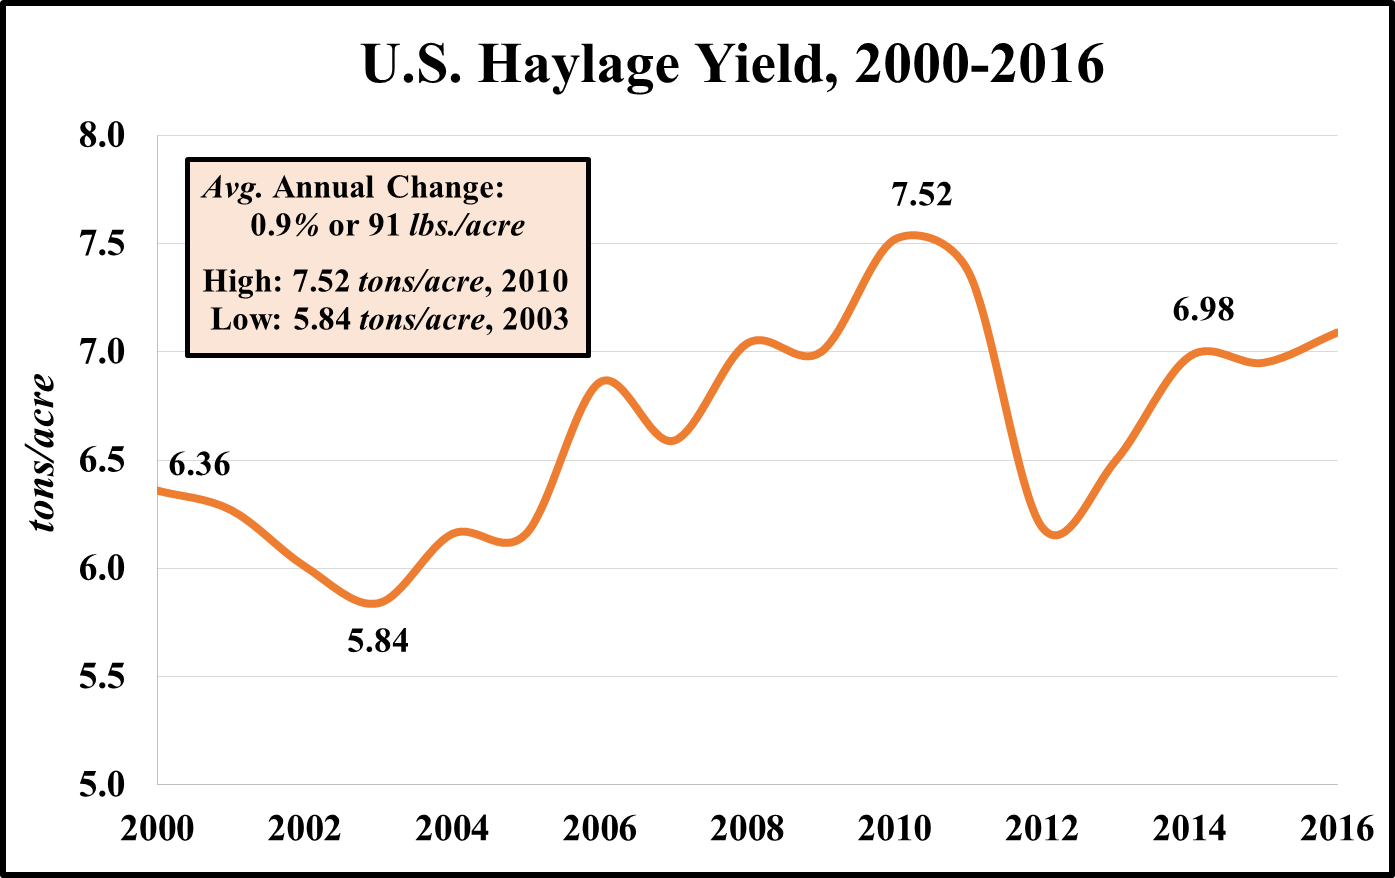 U.S. Haylage Yield, 2000-2016
8.0
7.5
7.0
6.5
6.0
5.5
5.0
tons/acre
Avg. Annual Change:
0.9% or 91 lbs./acre
High: 7.52 tons/acre, 2010
Low: 5.84 tons/acre, 2003
6.36
5.84
7.52
6.98
2000 2002 2004 2006 2008 2010 2012 2014 2016